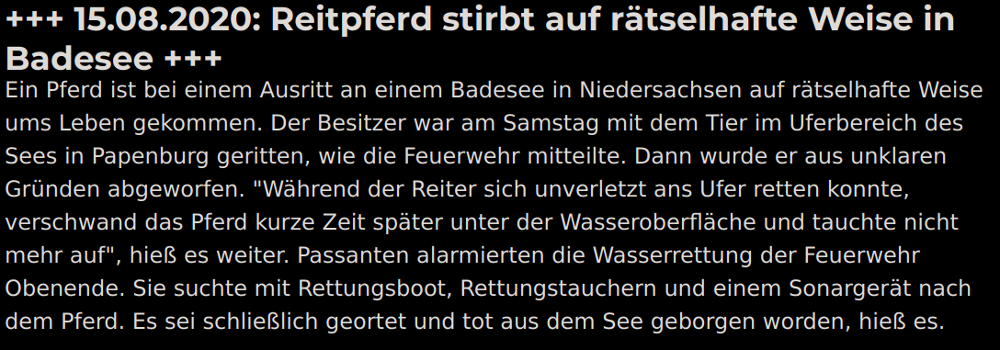 +++ 15.08.2020: Reitpferd stirbt auf rätselhafte Weise in
Badesee +++
Ein Pferd ist bei einem Ausritt an einem Badesee in Niedersachsen auf rätselhafte Weise
ums Leben gekommen. Der Besitzer war am Samstag mit dem Tier im Uferbereich des
Sees in Papenburg geritten, wie die Feuerwehr mitteilte. Dann wurde er aus unklaren
Gründen abgeworfen. "Während der Reiter sich unverletzt ans Ufer retten konnte,
verschwand das Pferd kurze Zeit später unter der Wasseroberfläche und tauchte nicht
mehr auf", hieß es weiter. Passanten alarmierten die Wasserrettung der Feuerwehr
Obenende. Sie suchte mit Rettungsboot, Rettungstauchern und einem Sonargerät nach
dem Pferd. Es sei schließlich geortet und tot aus dem See geborgen worden, hieß es.